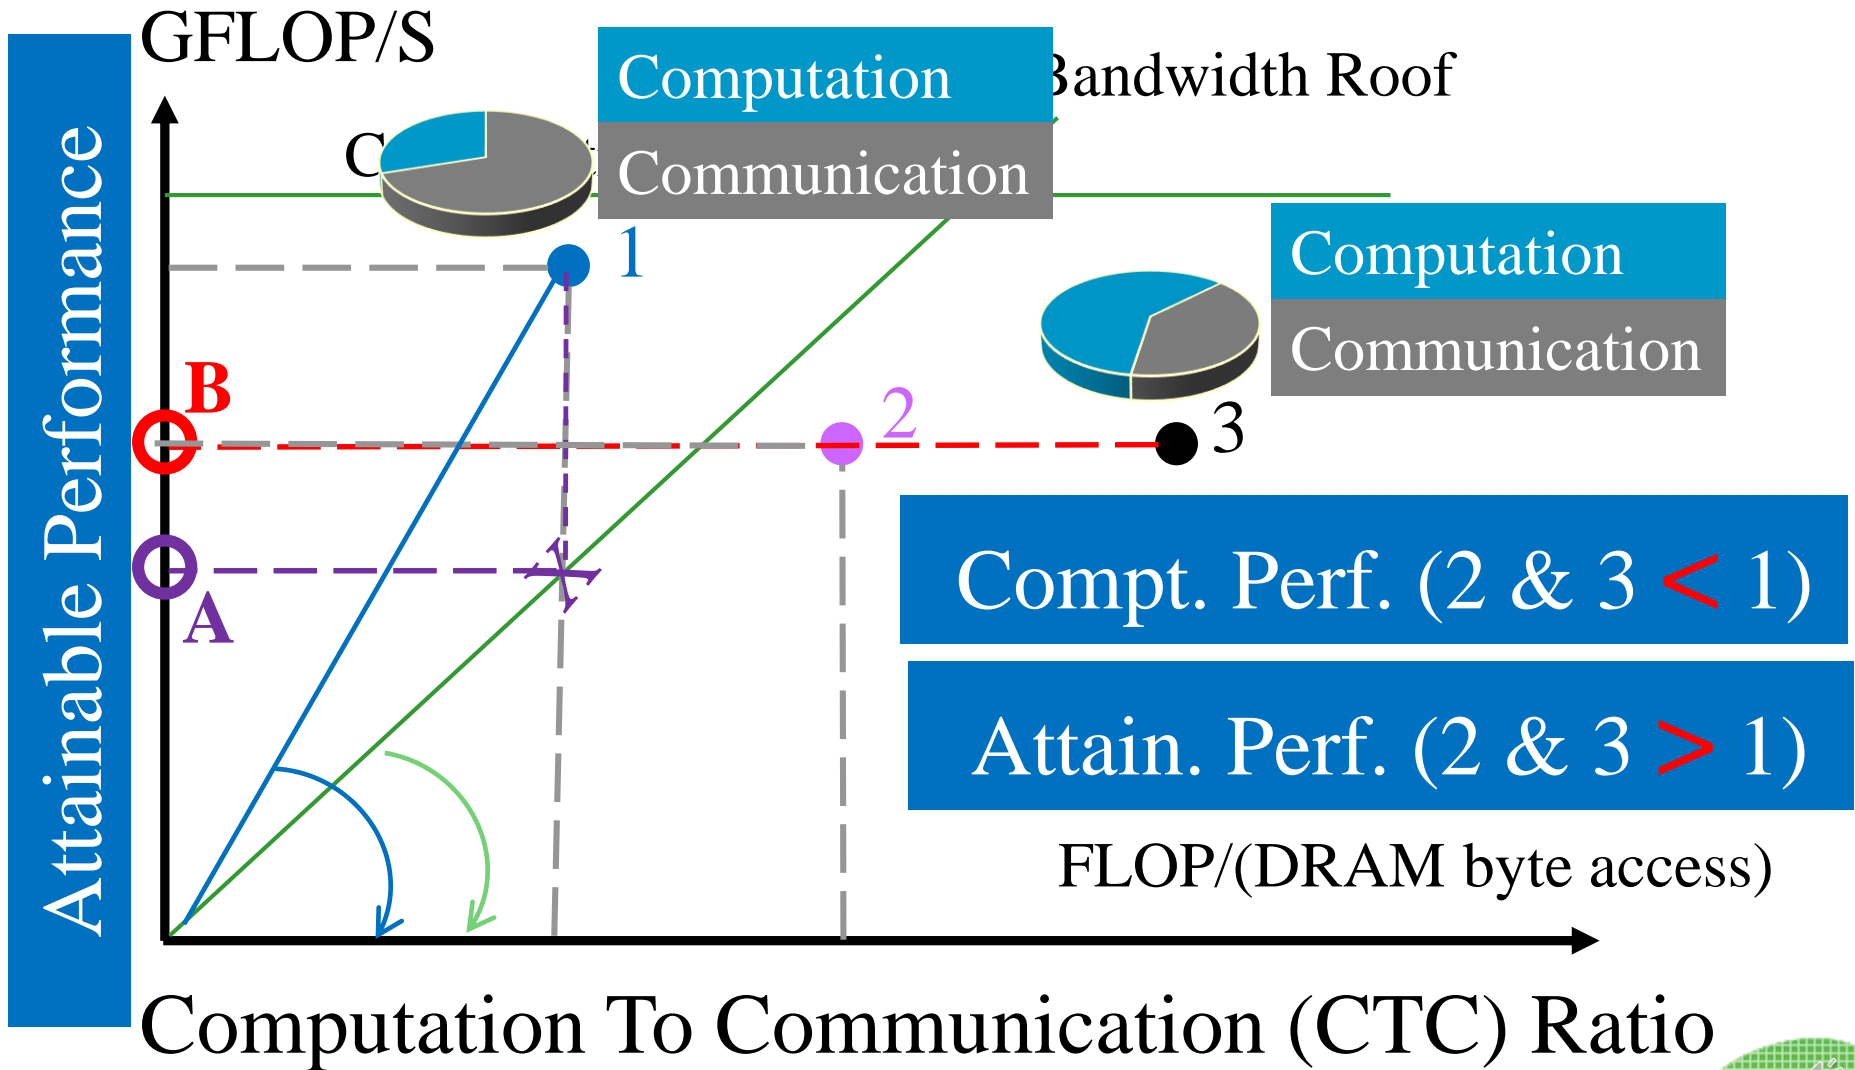 GFLOP/S
Computation
Communication
Bandwidth Roof
1
Computation
Communication
B
2
3
A
Attainable Performance
Compt. Perf. (2 & 3 < 1)
Attain. Perf. (2 & 3 > 1)
FLOP/(DRAM byte access)
Computation To Communication (CTC) Ratio